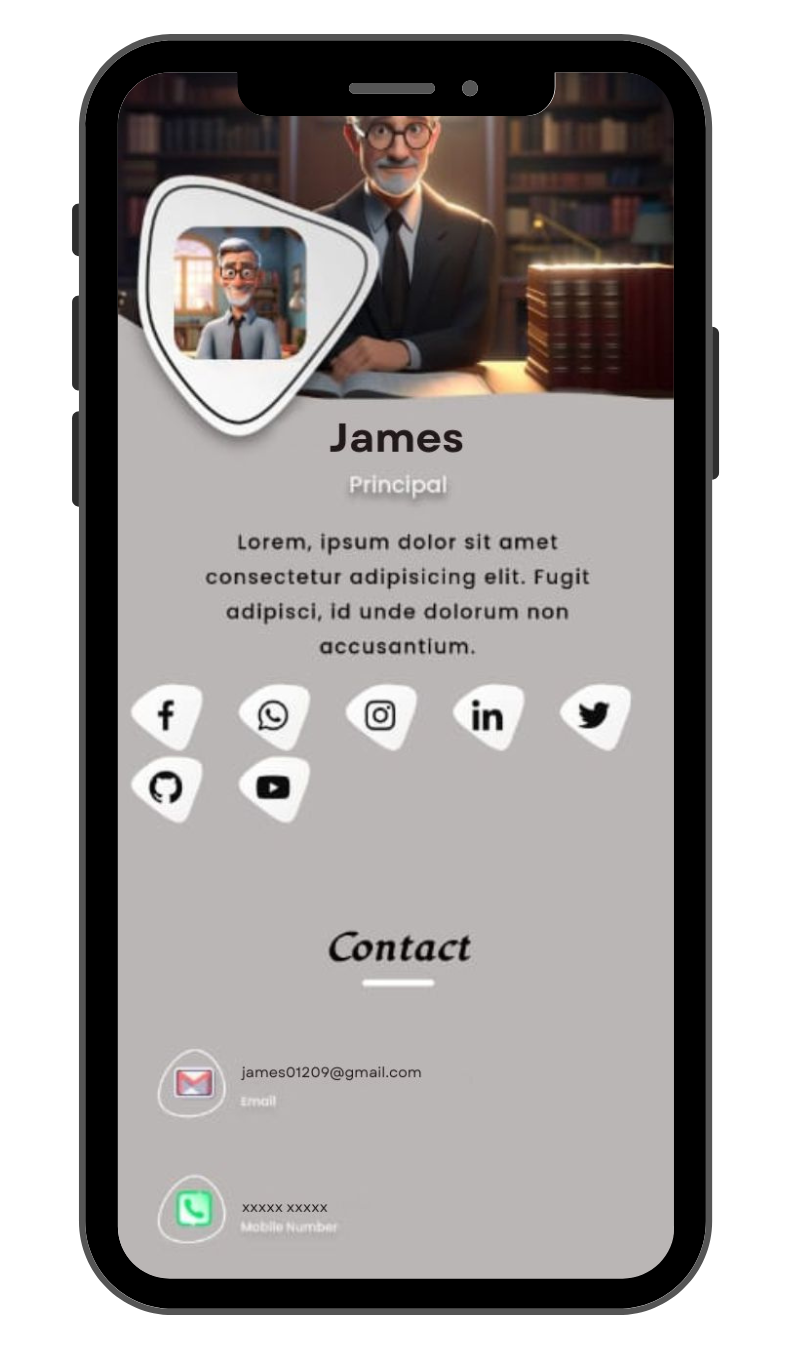 James
Principal
Lorem, ipsum dolor sit amet
consectetur adipisicing elit. Fugit
adipisci, id unde dolorum non
accusantium.
Contact
james01209@gmail.com
Email
xxxxx xxxxx
Mobile Number